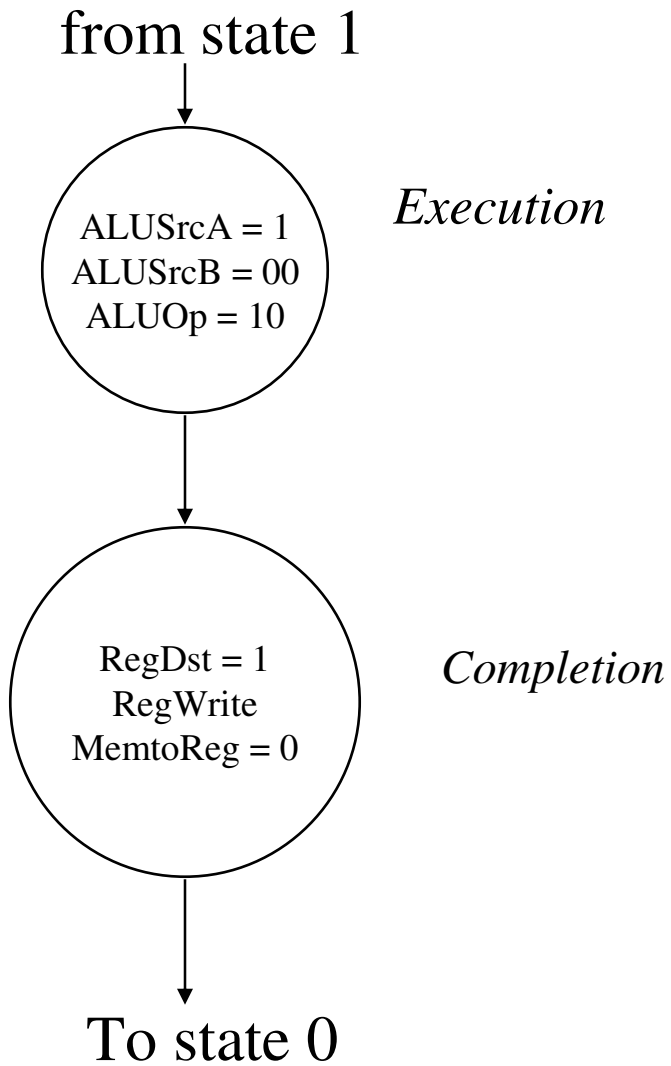 from state 1
ALUSrcA = 1
ALUSrcB = 00
ALUOp = 10
Execution
RegDst = 1
RegWrite
MemtoReg = 0
Completion
To state 0